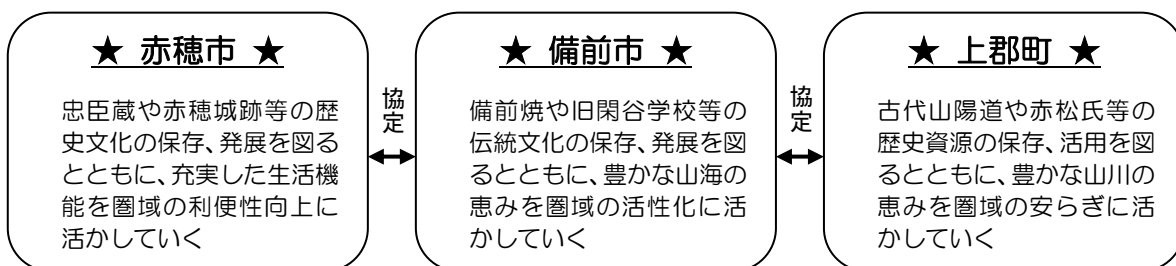 ★ 赤穂市 ★
忠臣蔵や赤穂城跡等の歴
史文化の保存、発展を図る
とともに、充実した生活機
能を圏域の利便性向上に
活かしていく
協定
★ 備前市 ★
備前焼や旧閑谷学校等の
伝統文化の保存、発展を図
るとともに、豊かな山海の
恵みを圏域の活性化に活
かしていく
協定
★ 上郡町 ★
古代山陽道や赤松氏等の
歴史資源の保存、活用を図
るとともに、豊かな山川の
恵みを圏域の安らぎに活
かしていく